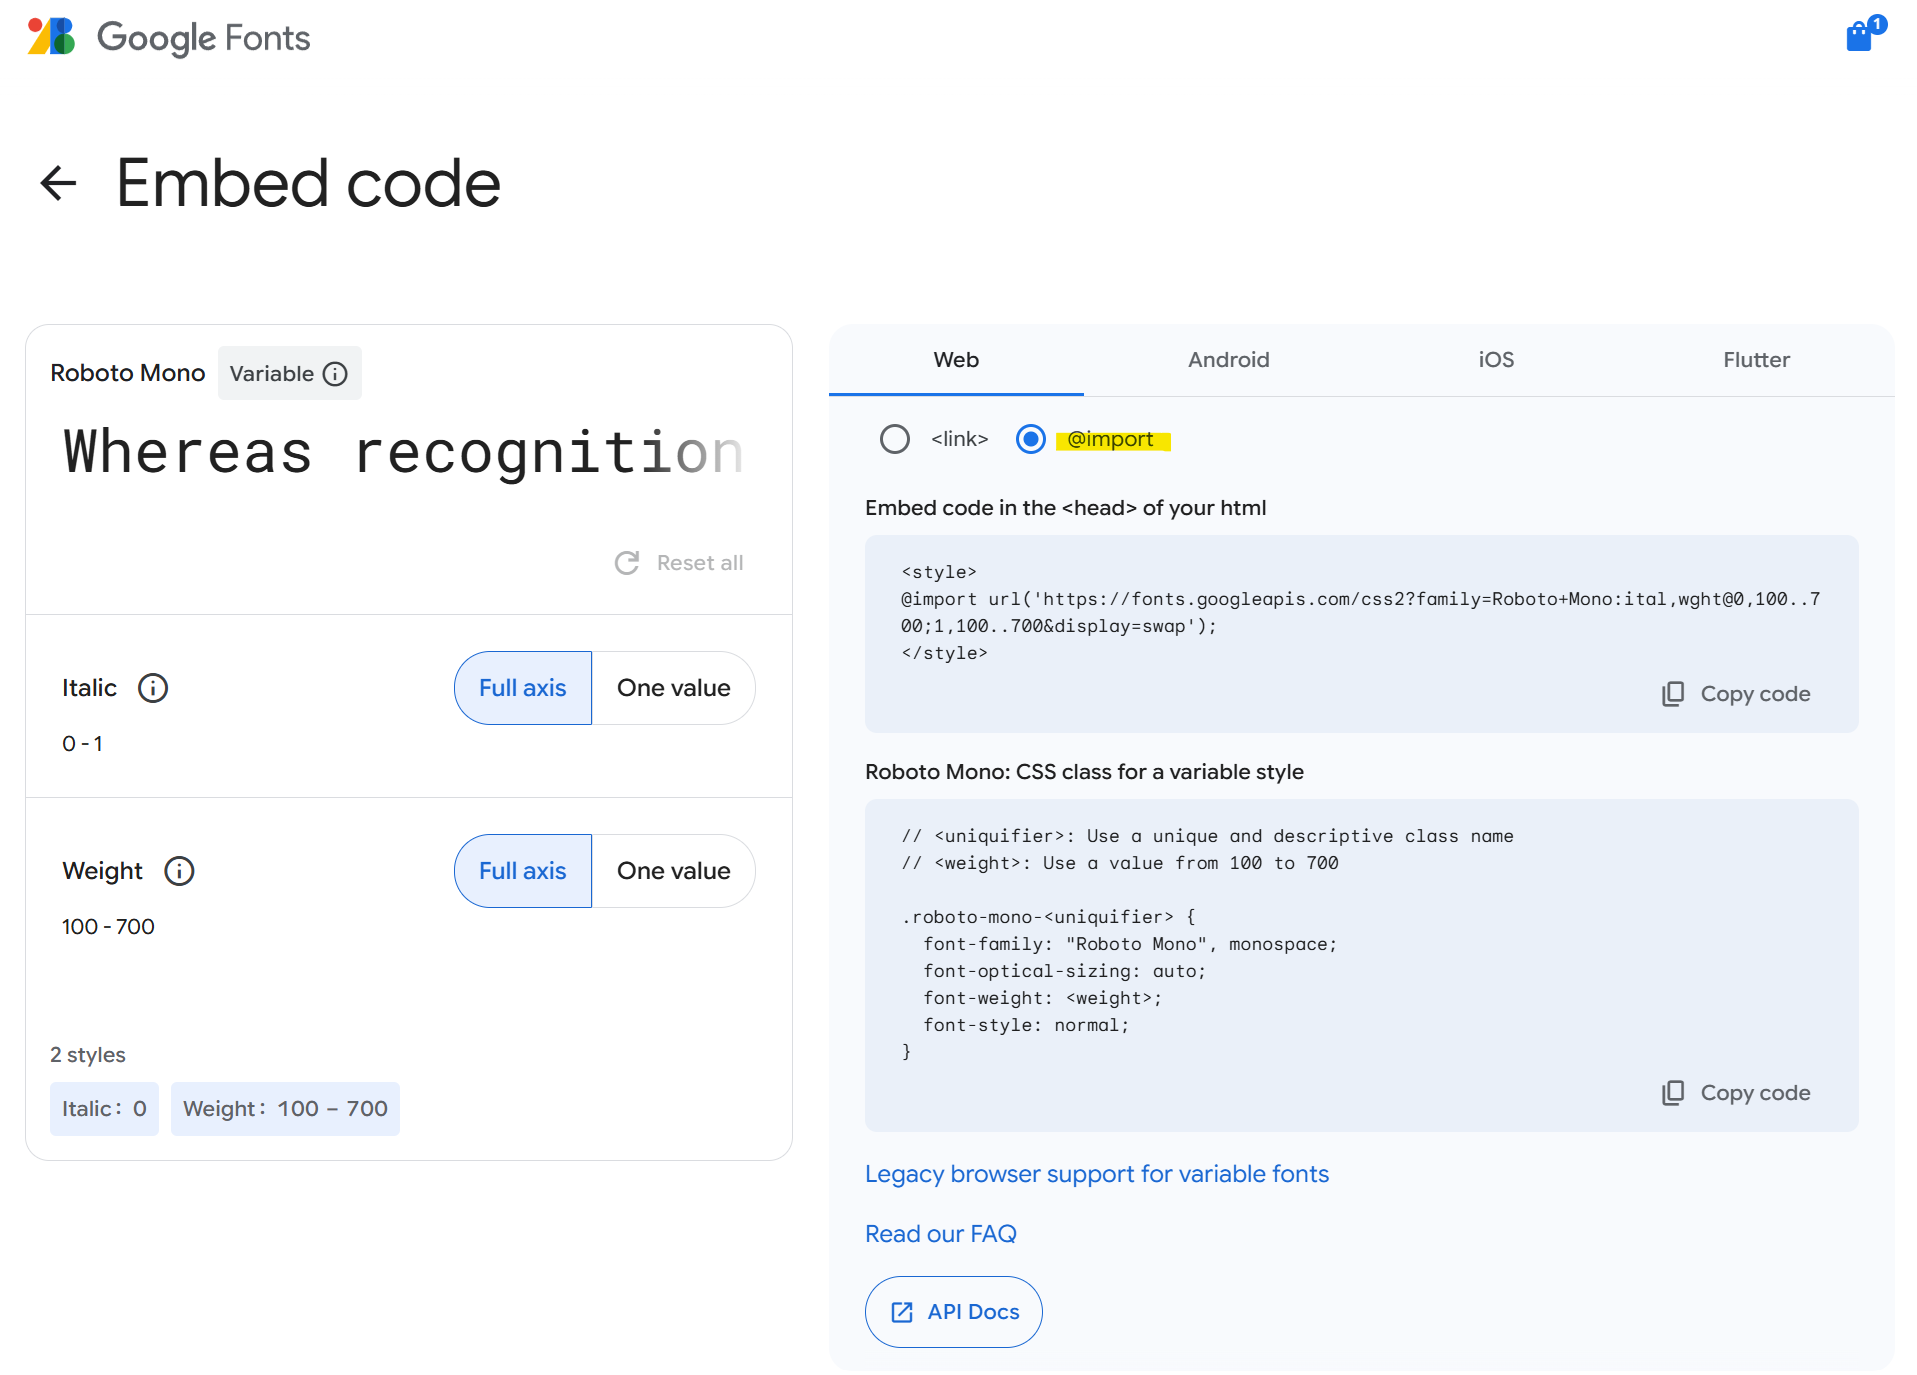 Google Fonts
1
Embed code
Roboto Mono
Variable
Whereas recognition
Reset all
Italic
Full axis
One value
0 - 1
Weight
Full axis
One value
100 - 700
2 styles
Italic: 0
Weight: 100 – 700
Web
Android
iOS
Flutter
<link>
@import
Embed code in the <head> of your html
<style>
@import url('https://fonts.googleapis.com/css2?family=Roboto+Mono:ital,wght@0,100..7
00;1,100..700&display=swap');
</style>
Copy code
Roboto Mono: CSS class for a variable style
// <uniquifier>: Use a unique and descriptive class name
// <weight>: Use a value from 100 to 700
.roboto-mono-<uniquifier> {
  font-family: "Roboto Mono", monospace;
  font-optical-sizing: auto;
  font-weight: <weight>;
  font-style: normal;
}
Copy code
Legacy browser support for variable fonts
Read our FAQ
API Docs